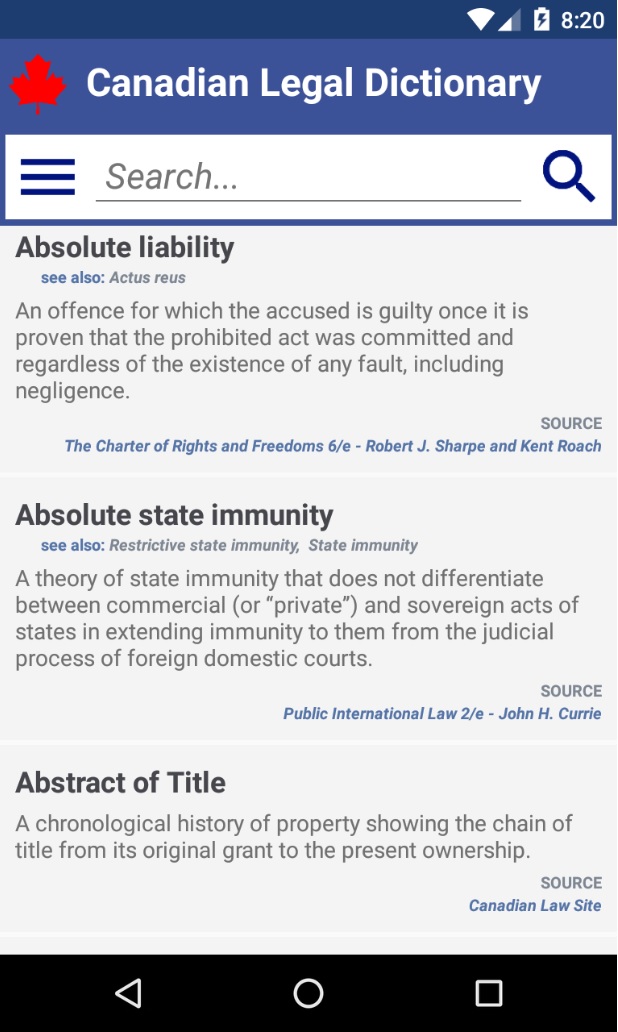 8:20
Canadian Legal Dictionary
Search...
Absolute liability
see also: Actus reus
An offence for which the accused is guilty once it is
proven that the prohibited act was committed and
regardless of the existence of any fault, including
negligence.
SOURCE
The Charter of Rights and Freedoms 6/e - Robert J. Sharpe and Kent Roach
Absolute state immunity
see also: Restrictive state immunity, State immunity
A theory of state immunity that does not differentiate
between commercial (or “private”) and sovereign acts of
states in extending immunity to them from the judicial
process of foreign domestic courts.
SOURCE
Public International Law 2/e - John H. Currie
Abstract of Title
A chronological history of property showing the chain of
title from its original grant to the present ownership.
SOURCE
Canadian Law Site